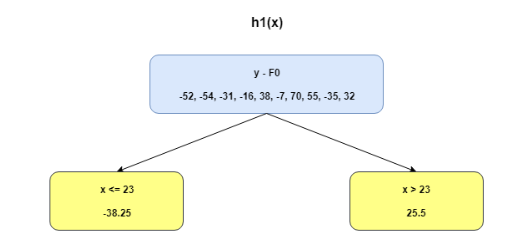 h1(x)
y - F0
-52, -54, -31, -16, 38, -7, 70, 55, -35, 32
x <= 23
-38.25
x > 23
25.5